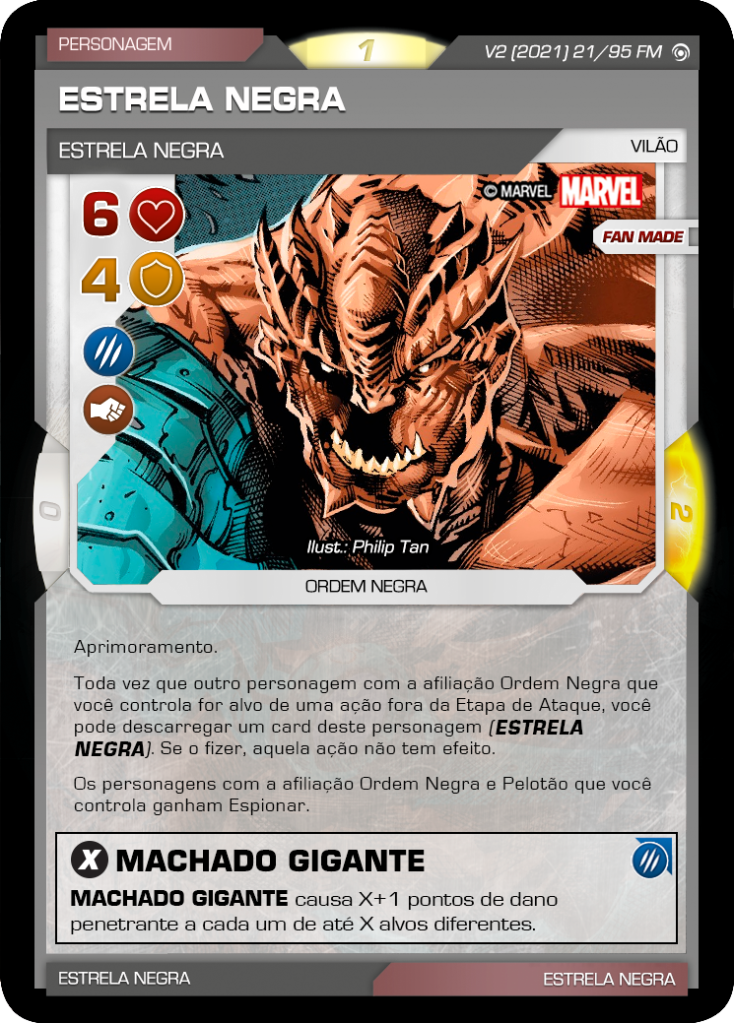 PERSONAGEM
1
V2 (2021) 21/95 FM
ESTRELA NEGRA
ESTRELA NEGRA
VILÃO
6
© MARVEL MARVEL
FAN MADE
4
0
2
Ilust.: Philip Tan
ORDEM NEGRA
Aprimoramento.
Toda vez que outro personagem com a afiliação Ordem Negra que
você controla for alvo de uma ação fora da Etapa de Ataque, você
pode descarregar um card deste personagem (ESTRELA
NEGRA). Se o fizer, aquela ação não tem efeito.
Os personagens com a afiliação Ordem Negra e Pelotão que você
controla ganham Espionar.
X MACHADO GIGANTE
MACHADO GIGANTE causa X+1 pontos de dano
penetrante a cada um de até X alvos diferentes.
ESTRELA NEGRA
ESTRELA NEGRA